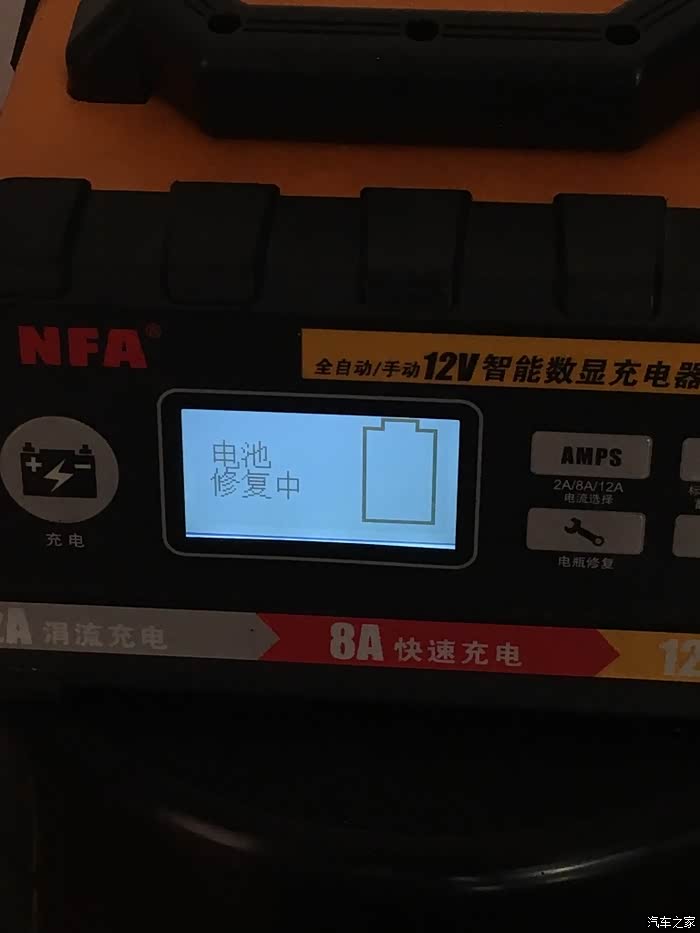 NFA®
全自动/手动12V智能数显充电器
电池
修复中
充电
AMPS
2A/8A/12A
电流选择
电瓶修复
2A 涓流充电
8A 快速充电
12
汽车之家